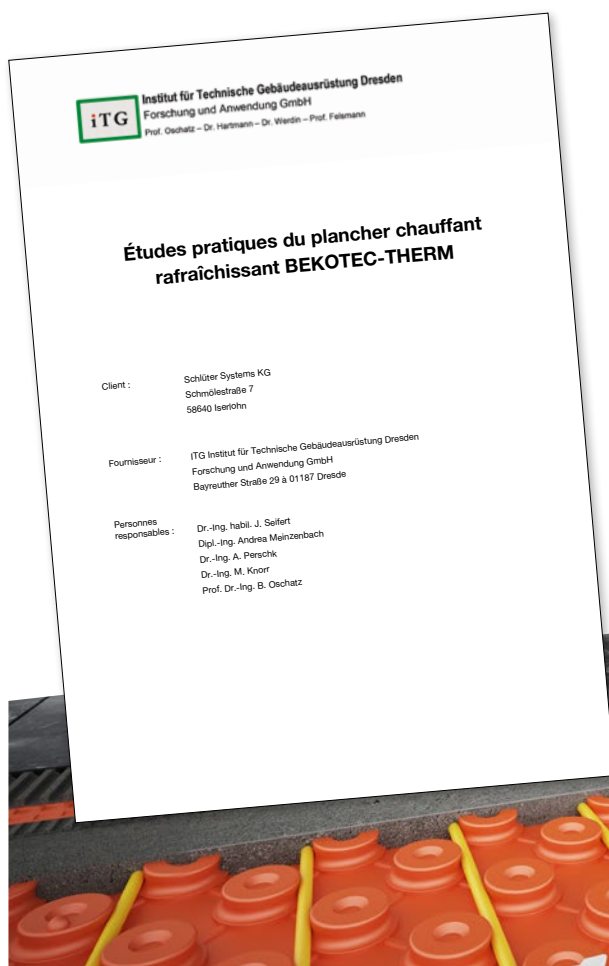 iTG
Institut für Technische Gebäudeausrüstung Dresden
Forschung und Anwendung GmbH
Prof. Oschatz – Dr. Hartmann – Dr. Werdin – Prof. Felsmann
Études pratiques du plancher chauffant
rafraîchissant BEKOTEC-THERM
Client :
Schlüter Systems KG
Schmölestraße 7
58640 Iserlohn
Fournisseur :
ITG Institut für Technische Gebäudeausrüstung Dresden
Forschung und Anwendung GmbH
Bayreuther Straße 29 à 01187 Dresde
Personnes
responsables :
Dr.-Ing. habil. J. Seifert
Dipl.-Ing. Andrea Meinzenbach
Dr.-Ing. A. Perschk
Dr.-Ing. M. Knorr
Prof. Dr.-Ing. B. Oschatz